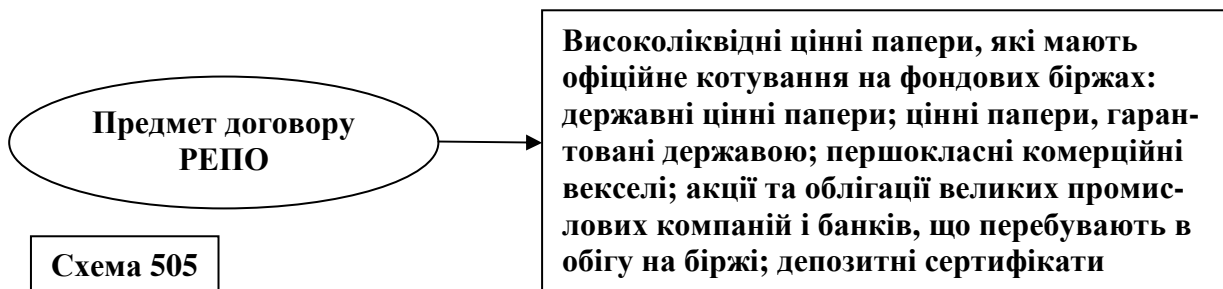 Предмет договору
РЕПО
Високоліквідні цінні папери, які мають
офіційне котування на фондових біржах:
державні цінні папери; цінні папери, гаран-
товані державою; першокласні комерційні
векселі; акції та облігації великих промис-
лових компаній і банків, що перебувають в
обігу на біржі; депозитні сертифікати
Схема 505